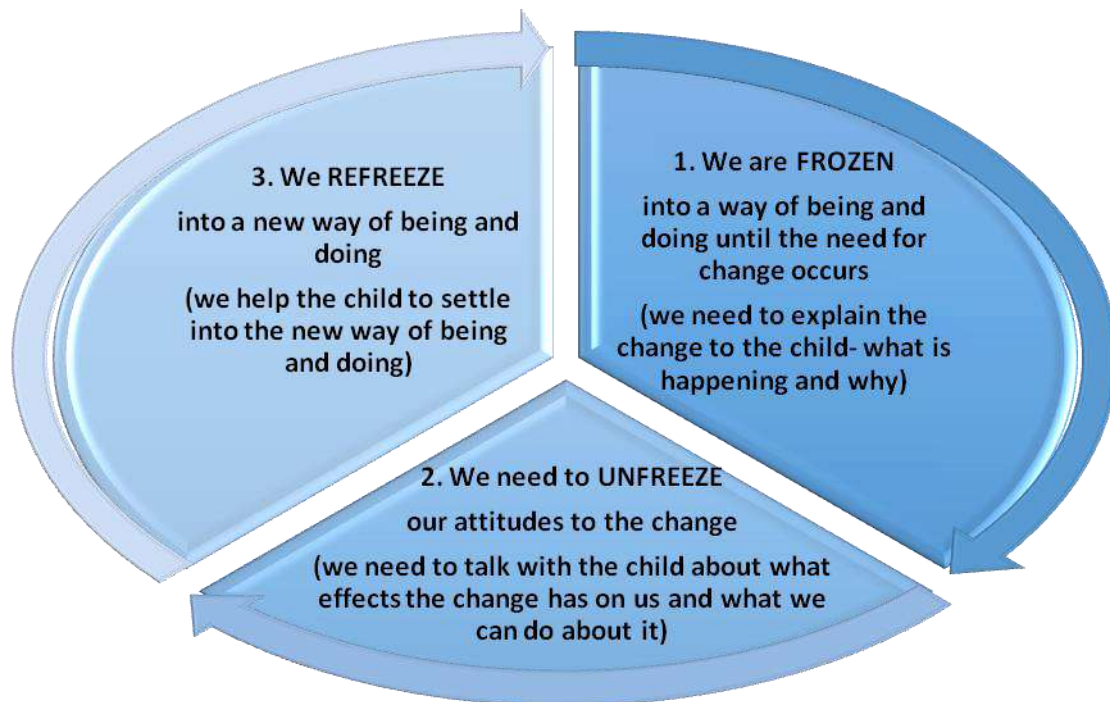 1. We are FROZEN
into a way of being and
doing until the need for
change occurs
(we need to explain the
change to the child- what is
happening and why)
2. We need to UNFREEZE
our attitudes to the change
(we need to talk with the child about what
effects the change has on us and what we
can do about it)
3. We REFREEZE
into a new way of being and
doing
(we help the child to settle
into the new way of being
and doing)